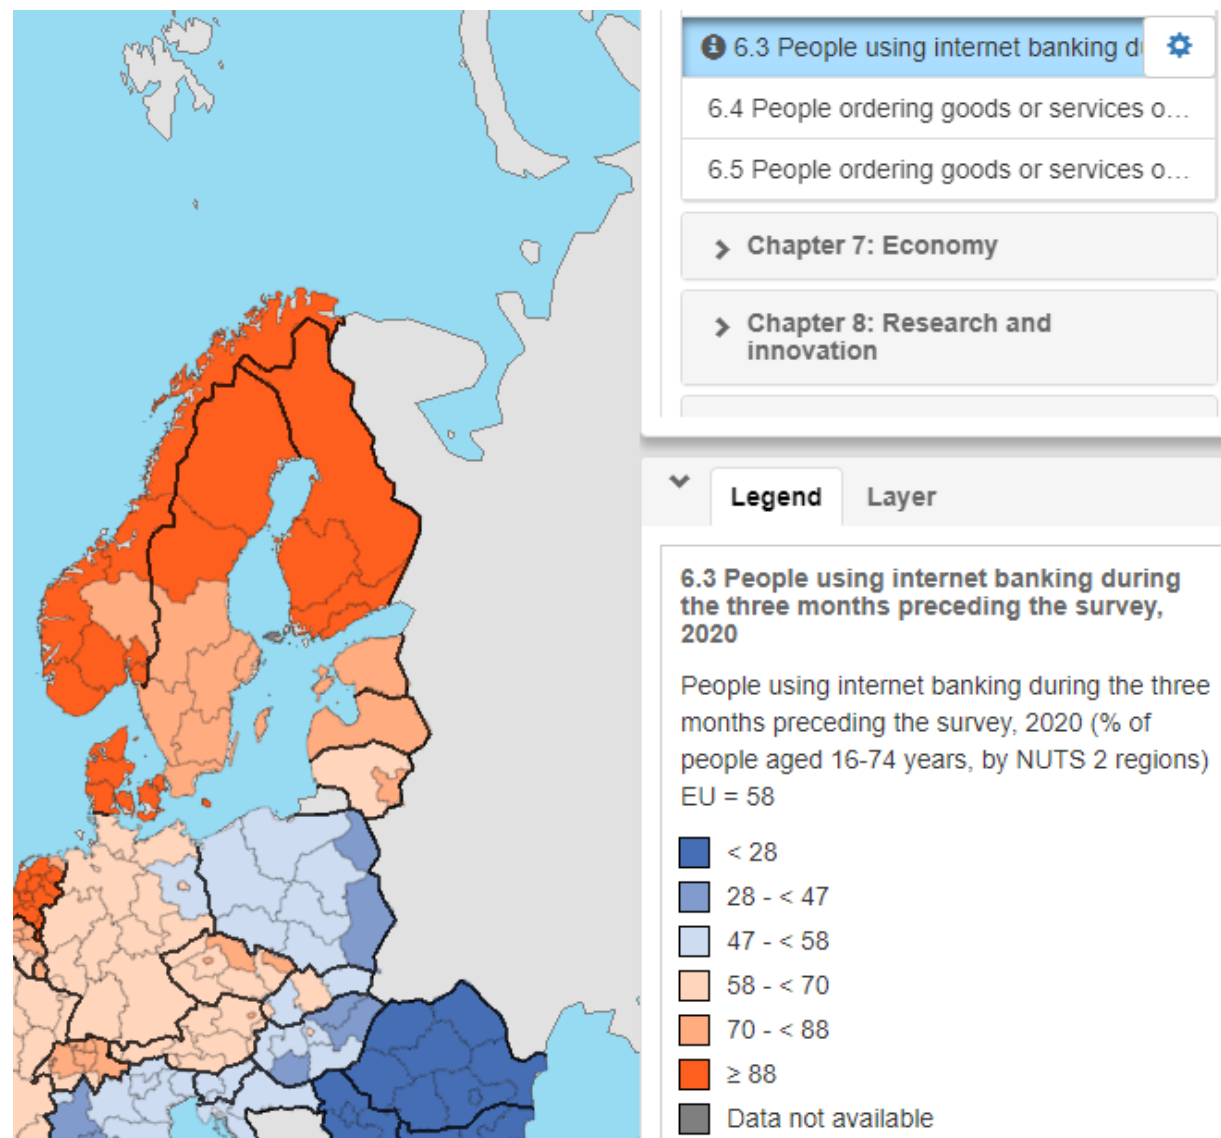 6.3 People using internet banking d
6.4 People ordering goods or services o...
6.5 People ordering goods or services o...
Chapter 7: Economy
Chapter 8: Research and
innovation
Legend
Layer
6.3 People using internet banking during
the three months preceding the survey,
2020
People using internet banking during the three
months preceding the survey, 2020 (% of
people aged 16-74 years, by NUTS 2 regions)
EU = 58
< 28
28 - < 47
47 - < 58
58 - < 70
70 - < 88
≥ 88
Data not available